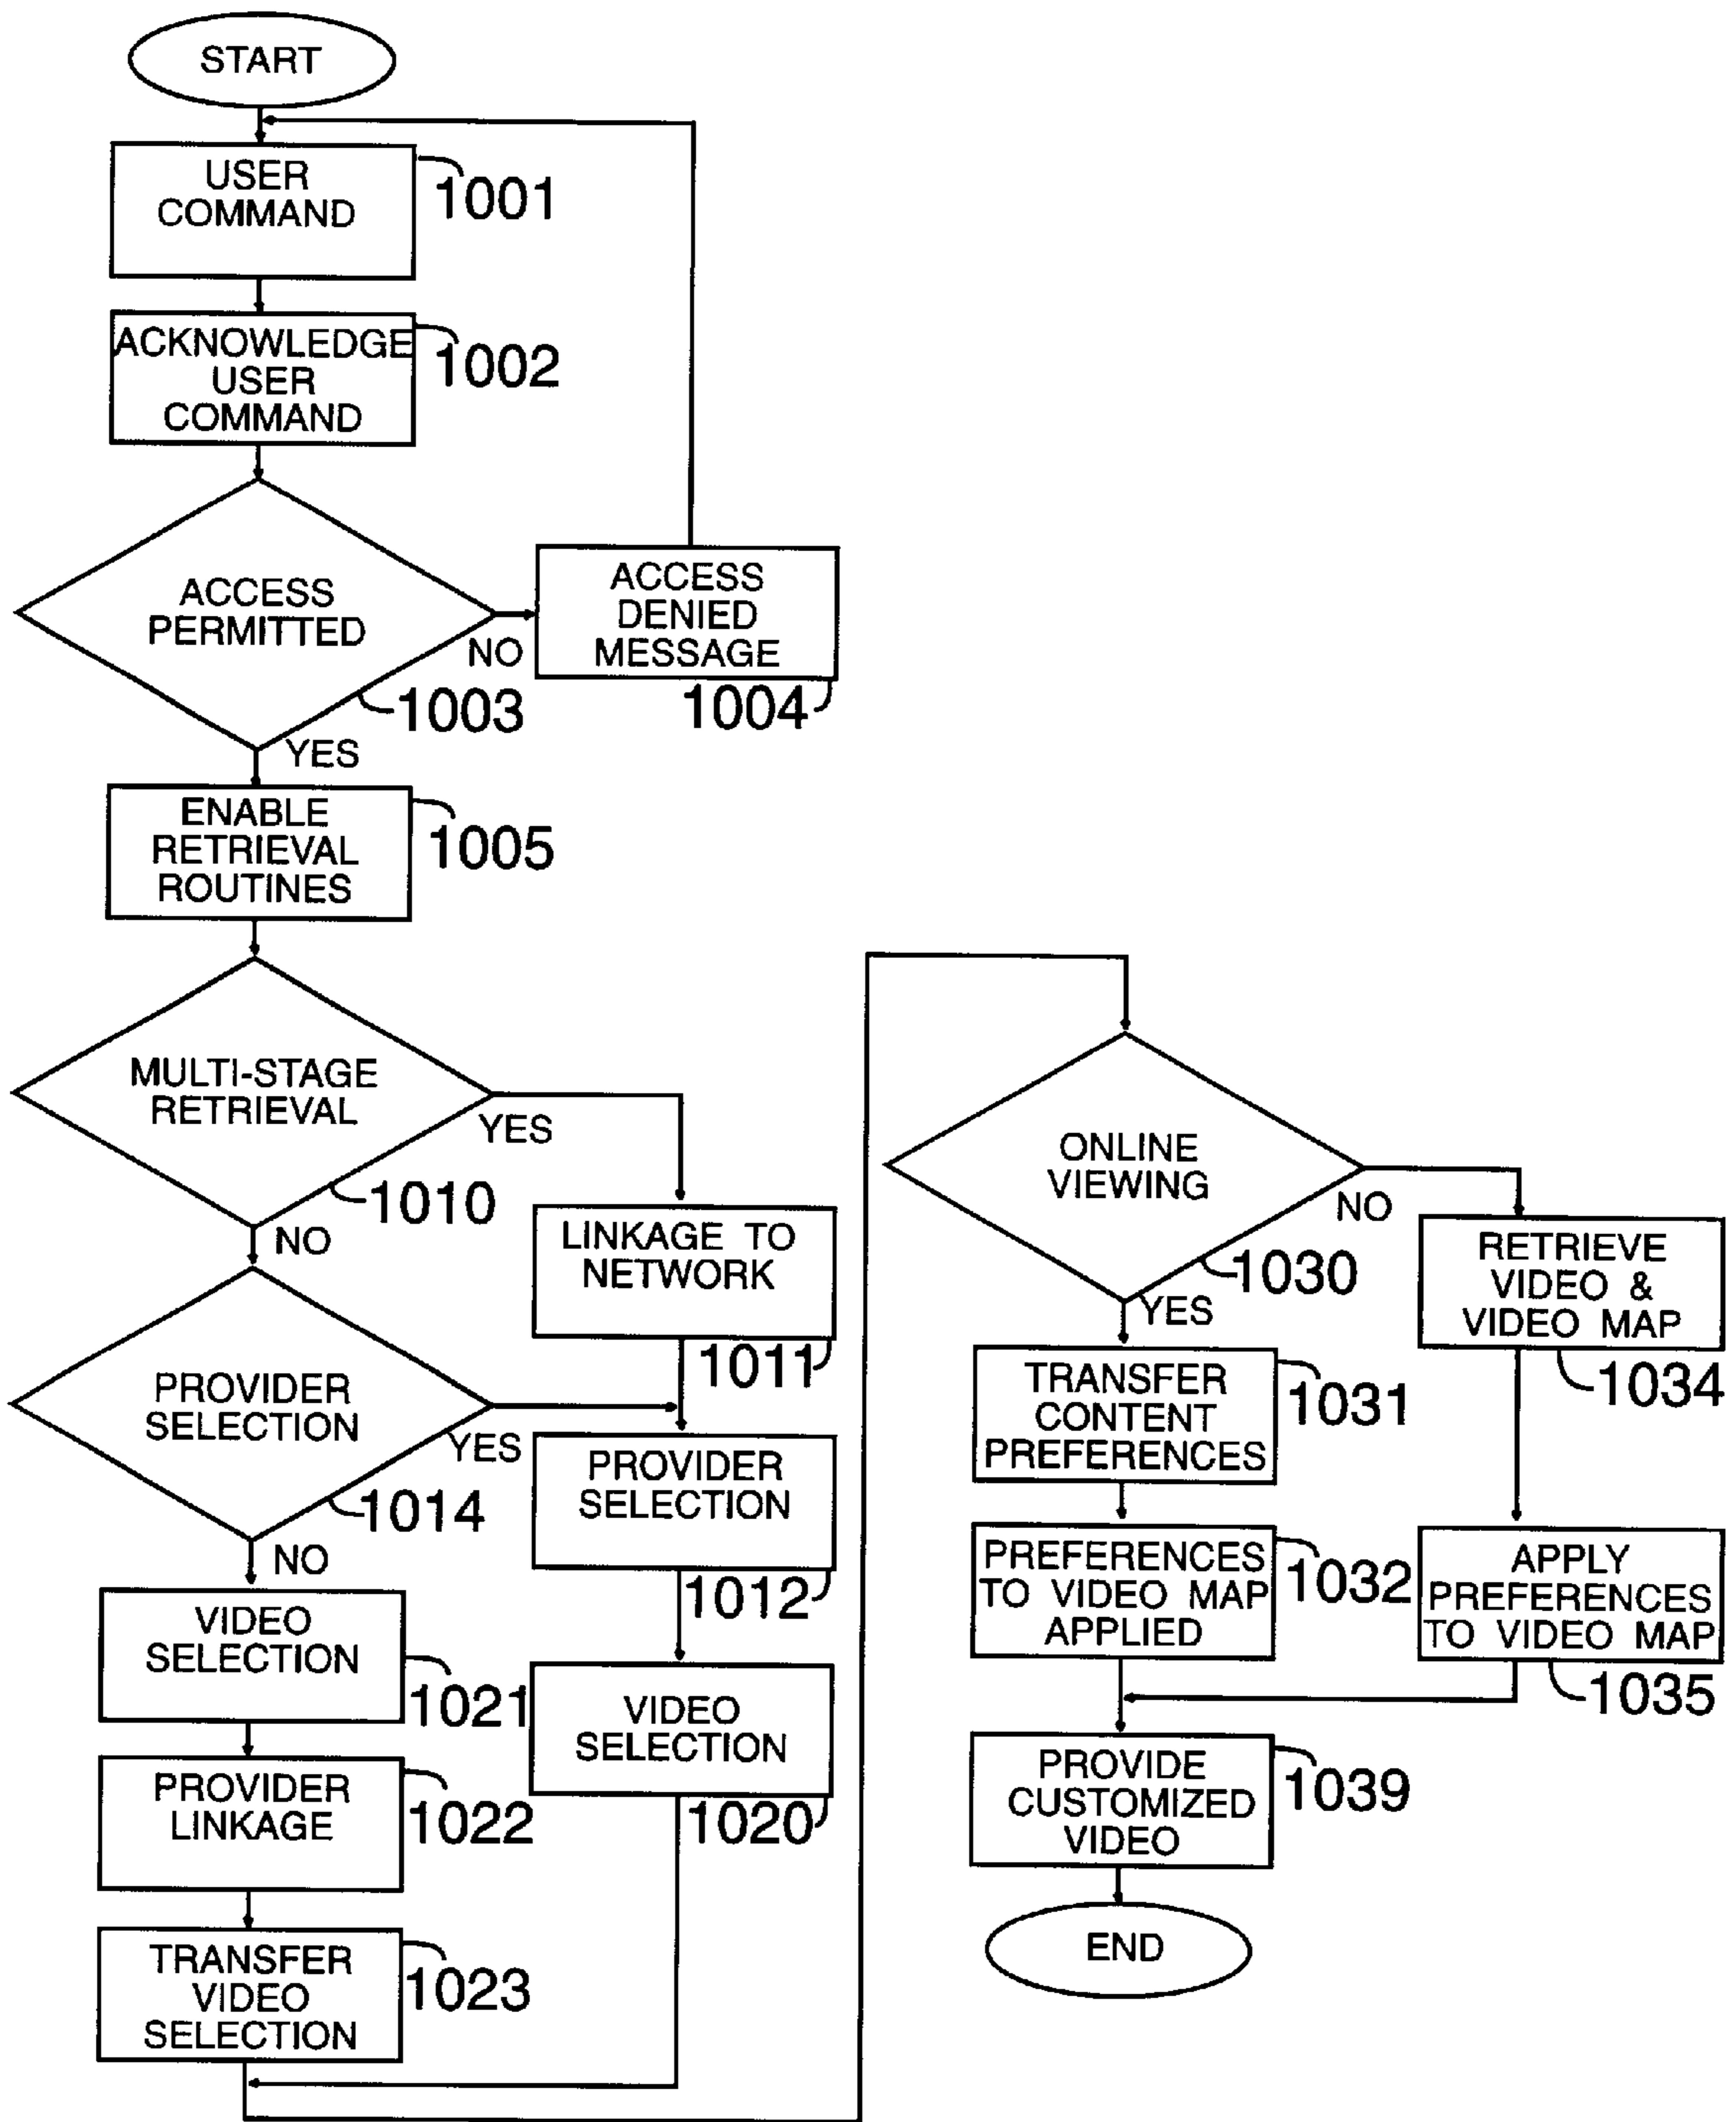 START
USER
COMMAND
1001
ACKNOWLEDGE
USER
COMMAND
1002
ACCESS
PERMITTED
NO
1003
YES
ACCESS
DENIED
MESSAGE
1004
ENABLE
RETRIEVAL
ROUTINES
1005
MULTI-STAGE
RETRIEVAL
YES
1010
NO
LINKAGE TO
NETWORK
1011
PROVIDER
SELECTION
YES
1014
NO
PROVIDER
SELECTION
1012
VIDEO
SELECTION
1021
VIDEO
SELECTION
1020
PROVIDER
LINKAGE
1022
TRANSFER
VIDEO
SELECTION
1023
ONLINE
VIEWING
NO
1030
YES
RETRIEVE
VIDEO &
VIDEO MAP
1034
TRANSFER
CONTENT
PREFERENCES
1031
PREFERENCES
TO VIDEO MAP
APPLIED
1032
APPLY
PREFERENCES
TO VIDEO MAP
1035
PROVIDE
CUSTOMIZED
VIDEO
1039
END